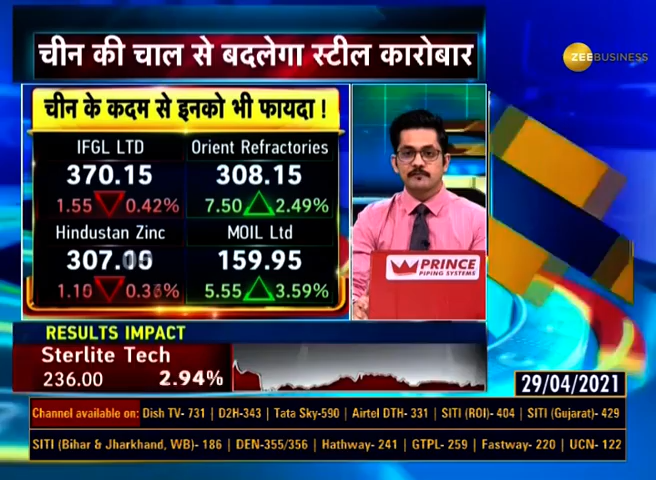 चीन की चाल से बदलेगा स्टील कारोबार
ZEEBUSINESS
चीन के कदम से इनको भी फायदा !
IFGL LTD
370.15
1.55 0.42%
Orient Refractories
308.15
7.50 2.49%
Hindustan Zinc
1.10 0.36%
MOIL Ltd
159.95
5.55 3.59%
PRINCE
PIPING SYSTEMS
RESULTS IMPACT
Sterlite Tech
236.00 2.94%
29/04/2021
Channel available on: Dish TV- 731 | D2H-343 | Tata Sky-590 | Airtel DTH- 331 | SITI (ROI)- 404 | SITI (Gujarat)- 429
SITI (Bihar & Jharkhand, WB)- 186 | DEN-355/356 | Hathway- 241 | GTPL- 259 | Fastway- 220 | UCN- 122